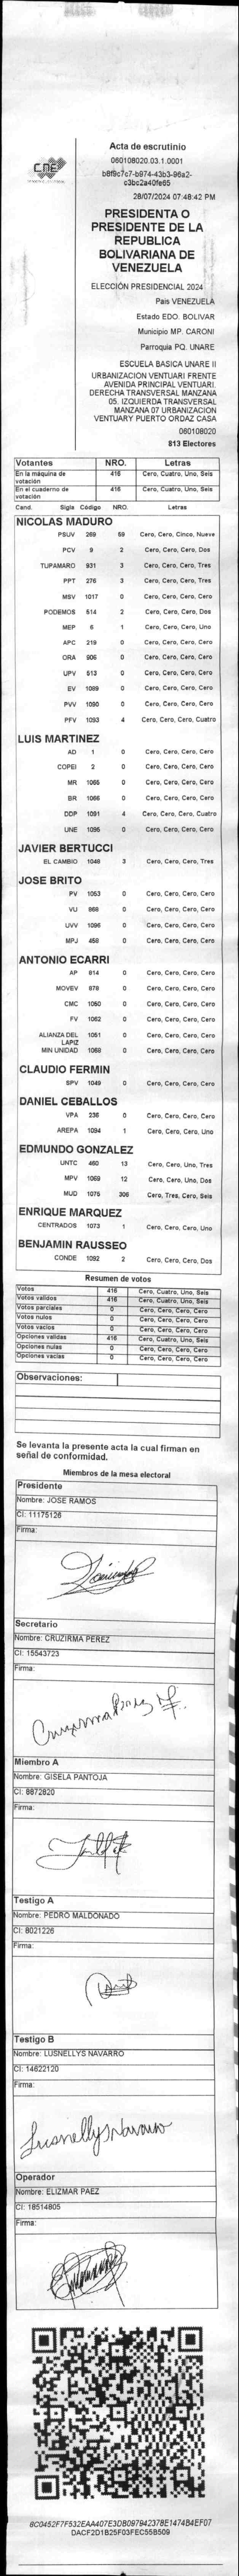 CNE
Acta de escrutinio
060108020.03.1.0001
b8f9c7c7-b974-43b3-96a2-
c3bc2a40fe65
28/07/2024 07:48:42 PM
PRESIDENTA O
PRESIDENTE DE LA
REPUBLICA
BOLIVARIANA DE
VENEZUELA
ELECCIÓN PRESIDENCIAL 2024
Pais VENEZUELA
Estado EDO. BOLIVAR
Municipio MP. CARONI
Parroquia PQ. UNARE
ESCUELA BASICA UNARE II
URBANIZACION VENTUARI FRENTE
AVENIDA PRINCIPAL VENTUARI.
DERECHA TRANSVERSAL MANZANA
05. IZQUIERDA TRANSVERSAL
MANZANA 07 URBANIZACION
VENTUARY PUERTO ORDAZ CASA
060108020
813 Electores
Votantes NRO. Letras
En la máquina de votación 416 Cero, Cuatro, Uno, Seis
En el cuaderno de votación 416 Cero, Cuatro, Uno, Seis
Cand. Sigla Código NRO. Letras
NICOLAS MADURO
PSUV 269 59 Cero, Cero, Cinco, Nueve
PCV 9 2 Cero, Cero, Cero, Dos
TUPAMARO 931 3 Cero, Cero, Cero, Tres
PPT 276 3 Cero, Cero, Cero, Tres
MSV 1017 0 Cero, Cero, Cero, Cero
PODEMOS 514 2 Cero, Cero, Cero, Dos
MEP 6 1 Cero, Cero, Cero, Uno
APC 219 0 Cero, Cero, Cero, Cero
ORA 906 0 Cero, Cero, Cero, Cero
UPV 513 0 Cero, Cero, Cero, Cero
EV 1089 0 Cero, Cero, Cero, Cero
PVV 1090 0 Cero, Cero, Cero, Cero
PFV 1093 4 Cero, Cero, Cero, Cuatro
LUIS MARTINEZ
AD 1 0 Cero, Cero, Cero, Cero
COPEI 2 0 Cero, Cero, Cero, Cero
MR 1065 0 Cero, Cero, Cero, Cero
BR 1066 0 Cero, Cero, Cero, Cero
DDP 1091 4 Cero, Cero, Cero, Cuatro
UNE 1095 0 Cero, Cero, Cero, Cero
JAVIER BERTUCCI
EL CAMBIO 1048 3 Cero, Cero, Cero, Tres
JOSE BRITO
PV 1053 0 Cero, Cero, Cero, Cero
VU 868 0 Cero, Cero, Cero, Cero
UVV 1096 0 Cero, Cero, Cero, Cero
MPJ 458 0 Cero, Cero, Cero, Cero
ANTONIO ECARRI
AP 814 0 Cero, Cero, Cero, Cero
MOVEV 878 0 Cero, Cero, Cero, Cero
CMC 1050 0 Cero, Cero, Cero, Cero
FV 1062 0 Cero, Cero, Cero, Cero
ALIANZA DEL LAPIZ 1051 0 Cero, Cero, Cero, Cero
MIN UNIDAD 1068 0 Cero, Cero, Cero, Cero
CLAUDIO FERMIN
SPV 1049 0 Cero, Cero, Cero, Cero
DANIEL CEBALLOS
VPA 236 0 Cero, Cero, Cero, Cero
AREPA 1094 1 Cero, Cero, Cero, Uno
EDMUNDO GONZALEZ
UNTC 460 13 Cero, Cero, Uno, Tres
MPV 1069 12 Cero, Cero, Uno, Dos
MUD 1075 306 Cero, Tres, Cero, Seis
ENRIQUE MARQUEZ
CENTRADOS 1073 1 Cero, Cero, Cero, Uno
BENJAMIN RAUSSEO
CONDE 1092 2 Cero, Cero, Cero, Dos
Resumen de votos
Votos 416 Cero, Cuatro, Uno, Seis
Votos validos 416 Cero, Cuatro, Uno, Seis
Votos parciales 0 Cero, Cero, Cero, Cero
Votos nulos 0 Cero, Cero, Cero, Cero
Votos vacios 0 Cero, Cero, Cero, Cero
Opciones validas 416 Cero, Cuatro, Uno, Seis
Opciones nulas 0 Cero, Cero, Cero, Cero
Opciones vacias 0 Cero, Cero, Cero, Cero
Observaciones:
Se levanta la presente acta la cual firman en
señal de conformidad.
Miembros de la mesa electoral
Presidente
Nombre: JOSE RAMOS
CI: 11175126
Firma:
Secretario
Nombre: CRUZIRMA PEREZ
CI: 15543723
Firma:
Miembro A
Nombre: GISELA PANTOJA
CI: 8872820
Firma:
Testigo A
Nombre: PEDRO MALDONADO
CI: 8021226
Firma:
Testigo B
Nombre: LUSNELLYS NAVARRO
CI: 14622120
Firma:
Lusnellys Navarro
Operador
Nombre: ELIZMAR PAEZ
CI: 18514805
Firma:
8C0452F7F532EAA407E3DB097B42378E1474B4EF07
DACF2D1B25F03FEC55B509